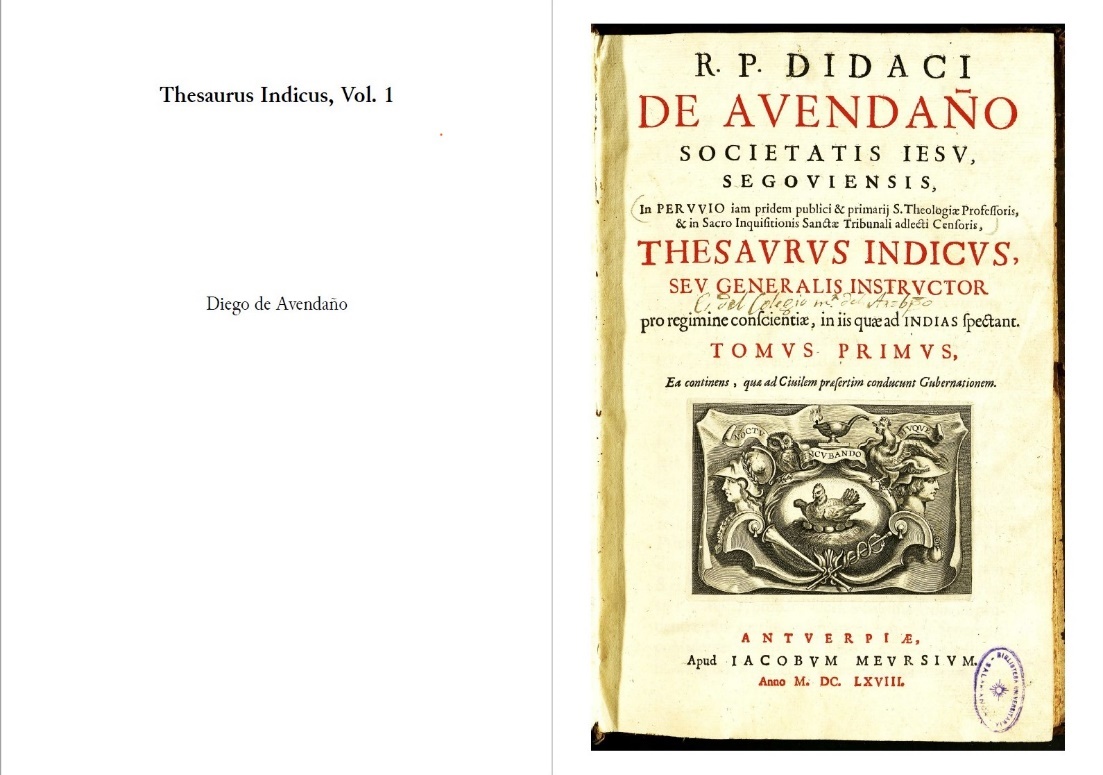 Thesaurus Indicus, Vol. 1
Diego de Avendaño
R. P. DIDACI
DE AVENDAÑO
SOCIETATIS IESV,
SEGOVIENSIS,
In PERVVIO iam pridem publici & primarij S. Theologiæ Profeſſoris,
& in Sacro Inquiſitionis Sanctæ Tribunali adlecti Cenſoris,
THESAVRVS INDICVS,
SEV GENERALIS INSTRVCTOR
del Colegio
pro regimine conſcientiæ, in iis quæ ad INDIAS ſpectant.
TOMVS PRIMVS,
Ea continens, quæ ad Ciuilem præſertim conducunt Gubernationem.
NOCTV
INCVBANDO
ANTVERPIÆ,
Apud IACOBVM MEVRSIVM.
Anno M. DC. LXVIII.